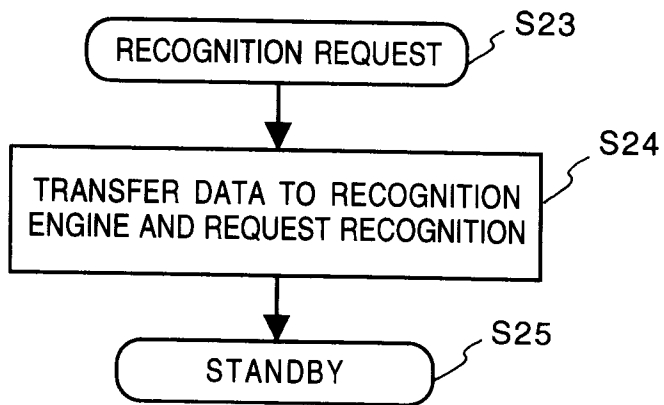 S23
RECOGNITION REQUEST
S24
TRANSFER DATA TO RECOGNITION
ENGINE AND REQUEST RECOGNITION
S25
STANDBY